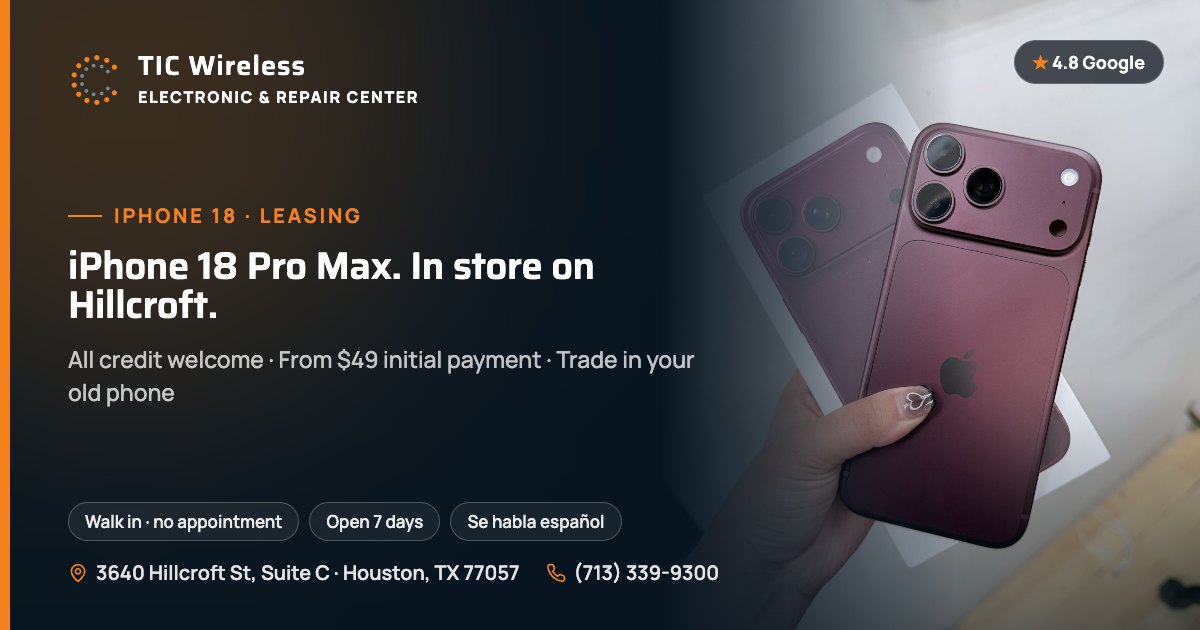 TIC Wireless
ELECTRONIC & REPAIR CENTER
★ 4.8 Google
IPHONE 18 · LEASING
iPhone 18 Pro Max. In store on
Hillcroft.
All credit welcome · From $49 initial payment · Trade in your
old phone
Walk in · no appointment
Open 7 days
Se habla español
3640 Hillcroft St, Suite C · Houston, TX 77057
(713) 339-9300